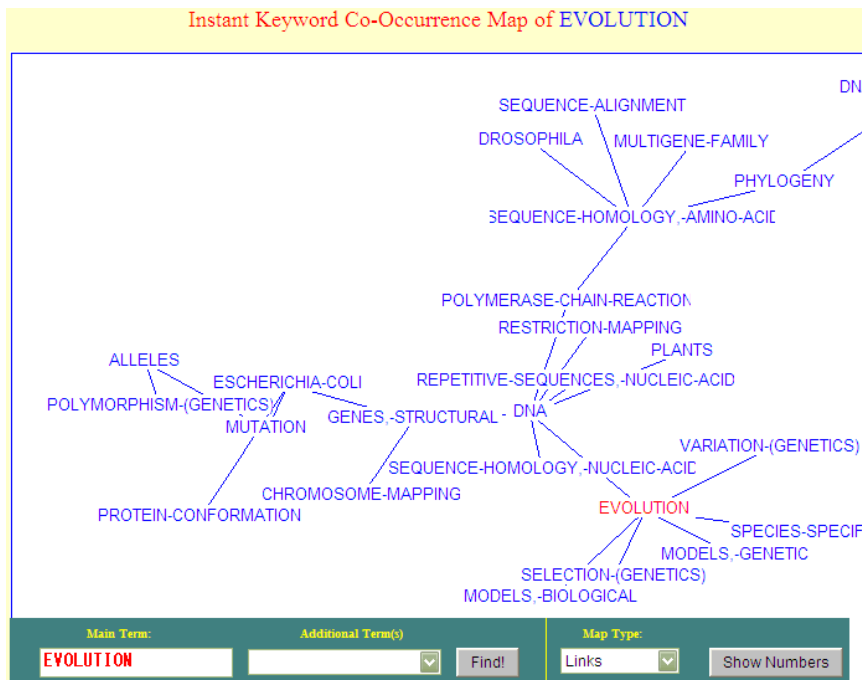 Instant Keyword Co-Occurrence Map of EVOLUTION
DN
SEQUENCE-ALIGNMENT
DROSOPHILA
MULTIGENE-FAMILY
PHYLOGENY
SEQUENCE-HOMOLOGY,-AMINO-ACID
POLYMERASE-CHAIN-REACTION
RESTRICTION-MAPPING
PLANTS
ALLELES
ESCHERICHIA-COLI
REPETITIVE-SEQUENCES,-NUCLEIC-ACID
POLYMORPHISM-(GENETICS)
GENES,-STRUCTURAL -
DNA
MUTATION
VARIATION-(GENETICS)
SEQUENCE-HOMOLOGY,-NUCLEIC-ACID
CHROMOSOME-MAPPING
PROTEIN-CONFORMATION
EVOLUTION
SPECIES-SPECIF
MODELS,-GENETIC
SELECTION-(GENETICS)
MODELS,-BIOLOGICAL
Main Term: Additional Term(s) Map Type:
EVOLUTION Find! Links Show Numbers